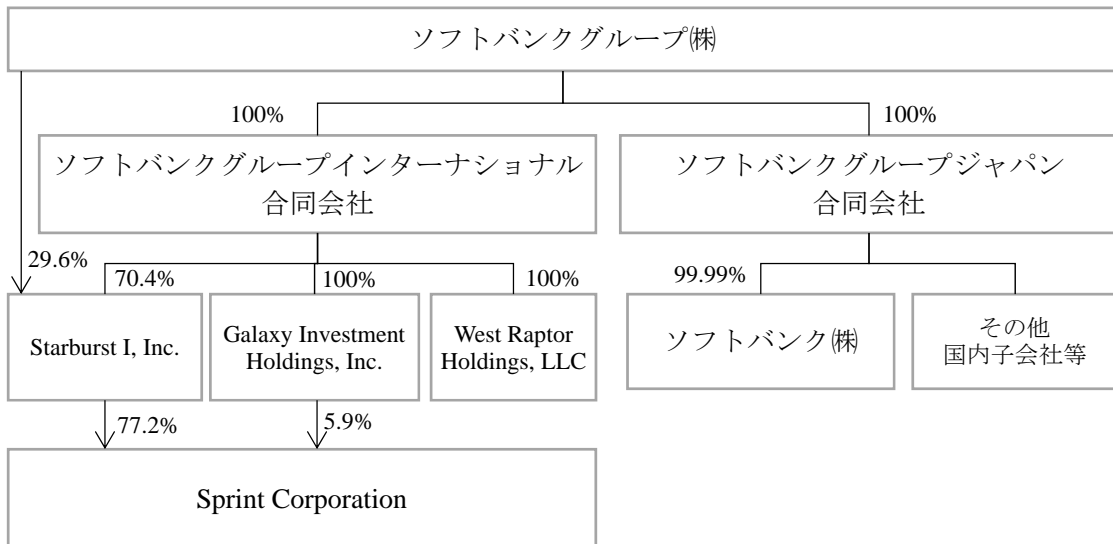 ソフトバンクグループ㈱
100%
100%
ソフトバンクグループインターナショナル
合同会社
ソフトバンクグループジャパン
合同会社
29.6%
70.4%
100%
100%
99.99%
Starburst I, Inc.
Galaxy Investment
Holdings, Inc.
West Raptor
Holdings, LLC
ソフトバンク㈱
その他
国内子会社等
77.2%
5.9%
Sprint Corporation